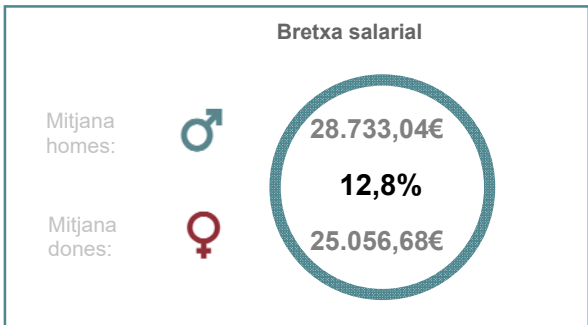 Bretxa salarial
Mitjana
homes:
28.733,04€
12,8%
Mitjana
dones:
25.056,68€